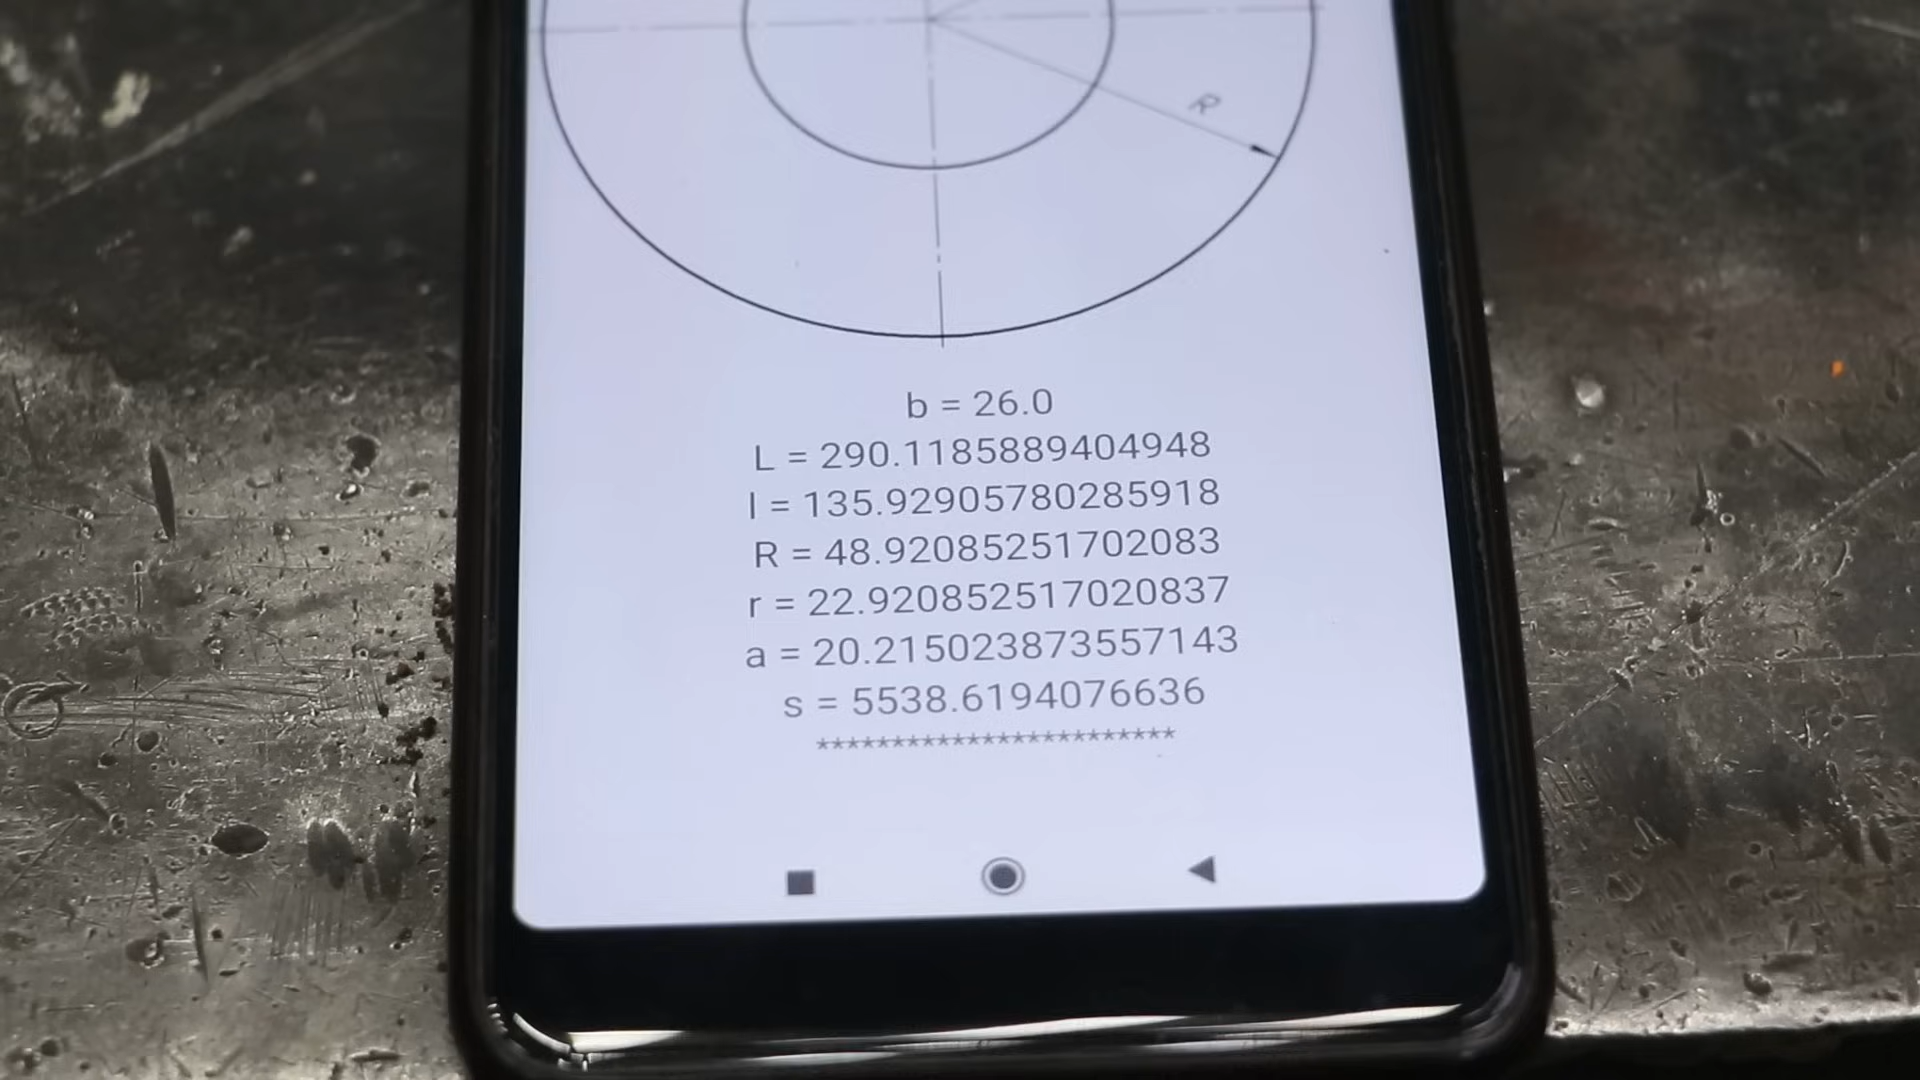 R
b = 26.0
L = 290.1185889404948
l = 135.92905780285918
R = 48.92085251702083
r = 22.920852517020837
a = 20.215023873557143
s = 5538.6194076636
************************